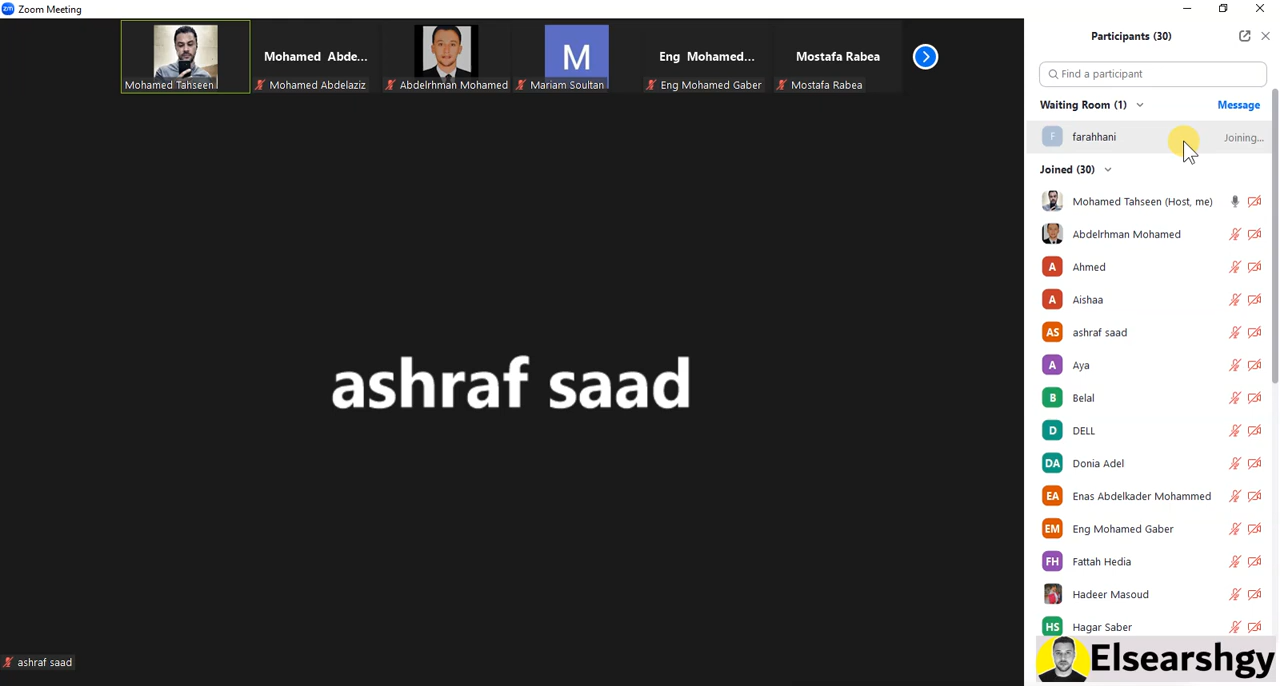 Zoom Meeting
Mohamed Tahseen
Mohamed Abde...
Mohamed Abdelaziz
Abdelrhman Mohamed
M
Mariam Soultan
Eng Mohamed...
Eng Mohamed Gaber
Mostafa Rabea
Mostafa Rabea
ashraf saad
ashraf saad
Participants (30)
Find a participant
Waiting Room (1) Message
F farahhani Joining...
Joined (30)
Mohamed Tahseen (Host, me)
Abdelrhman Mohamed
A Ahmed
A Aishaa
AS ashraf saad
A Aya
B Belal
D DELL
DA Donia Adel
EA Enas Abdelkader Mohammed
EM Eng Mohamed Gaber
FH Fattah Hedia
Hadeer Masoud
HS Hagar Saber
Elsearshgy